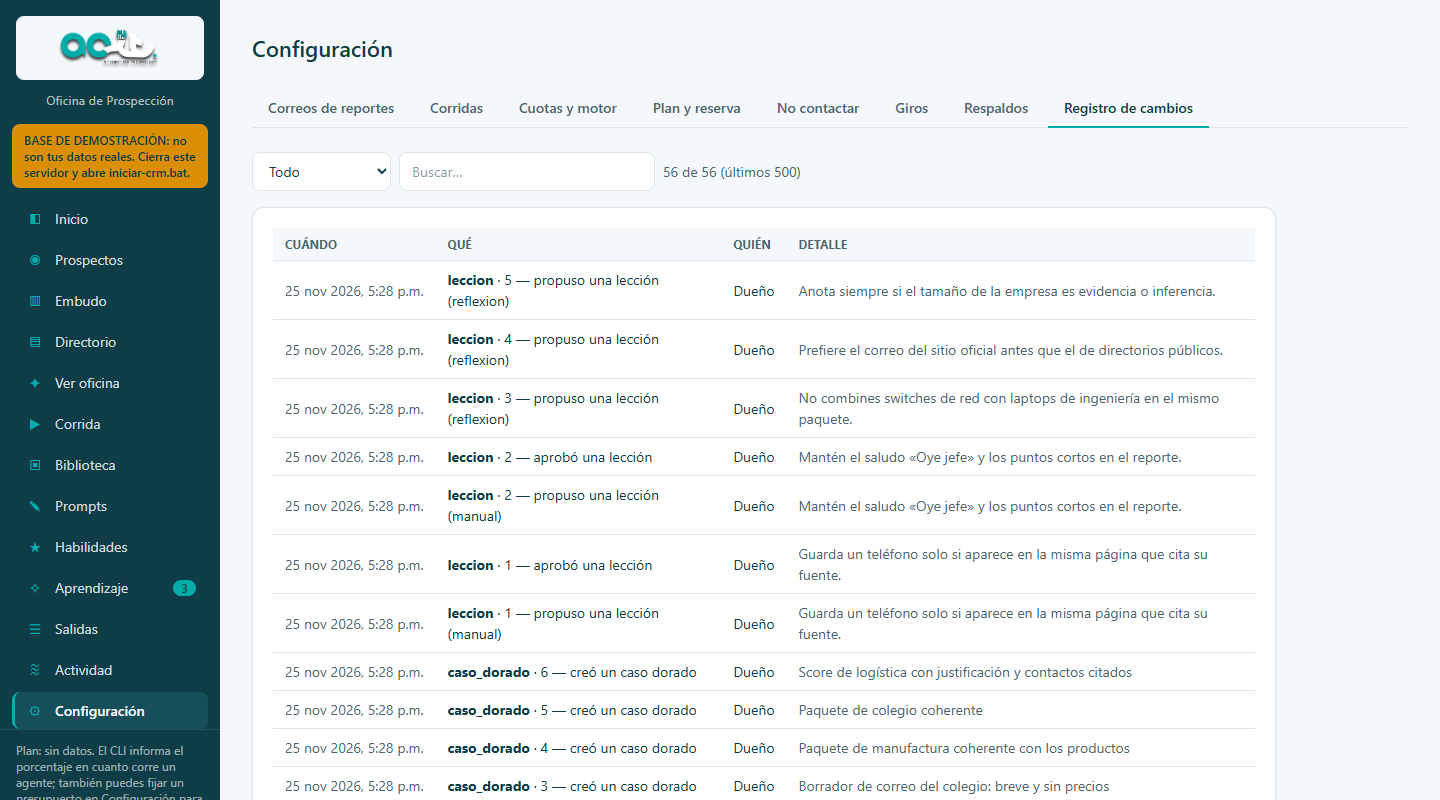 Oficina de Prospección
BASE DE DEMOSTRACIÓN: no
son tus datos reales. Cierra este
servidor y abre iniciar-crm.bat.
Inicio
Prospectos
Embudo
Directorio
Ver oficina
Corrida
Biblioteca
Prompts
Habilidades
Aprendizaje 3
Salidas
Actividad
Configuración
Plan: sin datos. El CLI informa el
porcentaje en cuanto corre un
agente; también puedes fijar un
presupuesto en Configuración para
Configuración
Correos de reportes Corridas Cuotas y motor Plan y reserva No contactar Giros Respaldos Registro de cambios
Todo Buscar... 56 de 56 (últimos 500)
CUÁNDO QUÉ QUIÉN DETALLE
25 nov 2026, 5:28 p.m. leccion · 5 — propuso una lección
(reflexion) Dueño Anota siempre si el tamaño de la empresa es evidencia o inferencia.
25 nov 2026, 5:28 p.m. leccion · 4 — propuso una lección
(reflexion) Dueño Prefiere el correo del sitio oficial antes que el de directorios públicos.
25 nov 2026, 5:28 p.m. leccion · 3 — propuso una lección
(reflexion) Dueño No combines switches de red con laptops de ingeniería en el mismo
paquete.
25 nov 2026, 5:28 p.m. leccion · 2 — aprobó una lección Dueño Mantén el saludo «Oye jefe» y los puntos cortos en el reporte.
25 nov 2026, 5:28 p.m. leccion · 2 — propuso una lección
(manual) Dueño Mantén el saludo «Oye jefe» y los puntos cortos en el reporte.
25 nov 2026, 5:28 p.m. leccion · 1 — aprobó una lección Dueño Guarda un teléfono solo si aparece en la misma página que cita su
fuente.
25 nov 2026, 5:28 p.m. leccion · 1 — propuso una lección
(manual) Dueño Guarda un teléfono solo si aparece en la misma página que cita su
fuente.
25 nov 2026, 5:28 p.m. caso_dorado · 6 — creó un caso dorado Dueño Score de logística con justificación y contactos citados
25 nov 2026, 5:28 p.m. caso_dorado · 5 — creó un caso dorado Dueño Paquete de colegio coherente
25 nov 2026, 5:28 p.m. caso_dorado · 4 — creó un caso dorado Dueño Paquete de manufactura coherente con los productos
25 nov 2026, 5:28 p.m. caso_dorado · 3 — creó un caso dorado Dueño Borrador de correo del colegio: breve y sin precios